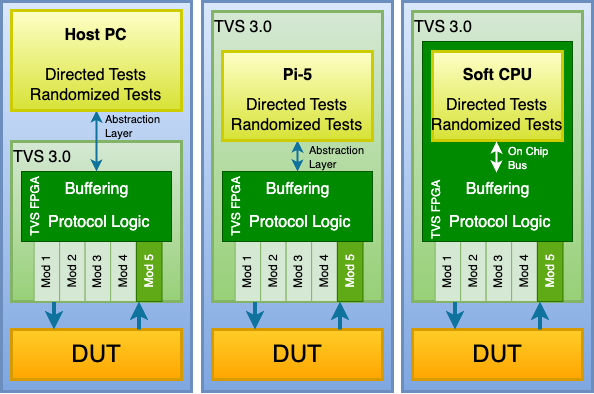 Host PC
Directed Tests
Randomized Tests
Abstraction
Layer
TVS 3.0
TVS FPGA
Buffering
Protocol Logic
Mod 1
Mod 2
Mod 3
Mod 4
Mod 5
DUT
TVS 3.0
Pi-5
Directed Tests
Randomized Tests
Abstraction
Layer
TVS FPGA
Buffering
Protocol Logic
Mod 1
Mod 2
Mod 3
Mod 4
Mod 5
DUT
TVS 3.0
Soft CPU
Directed Tests
Randomized Tests
On Chip
Bus
TVS FPGA
Buffering
Protocol Logic
Mod 1
Mod 2
Mod 3
Mod 4
Mod 5
DUT